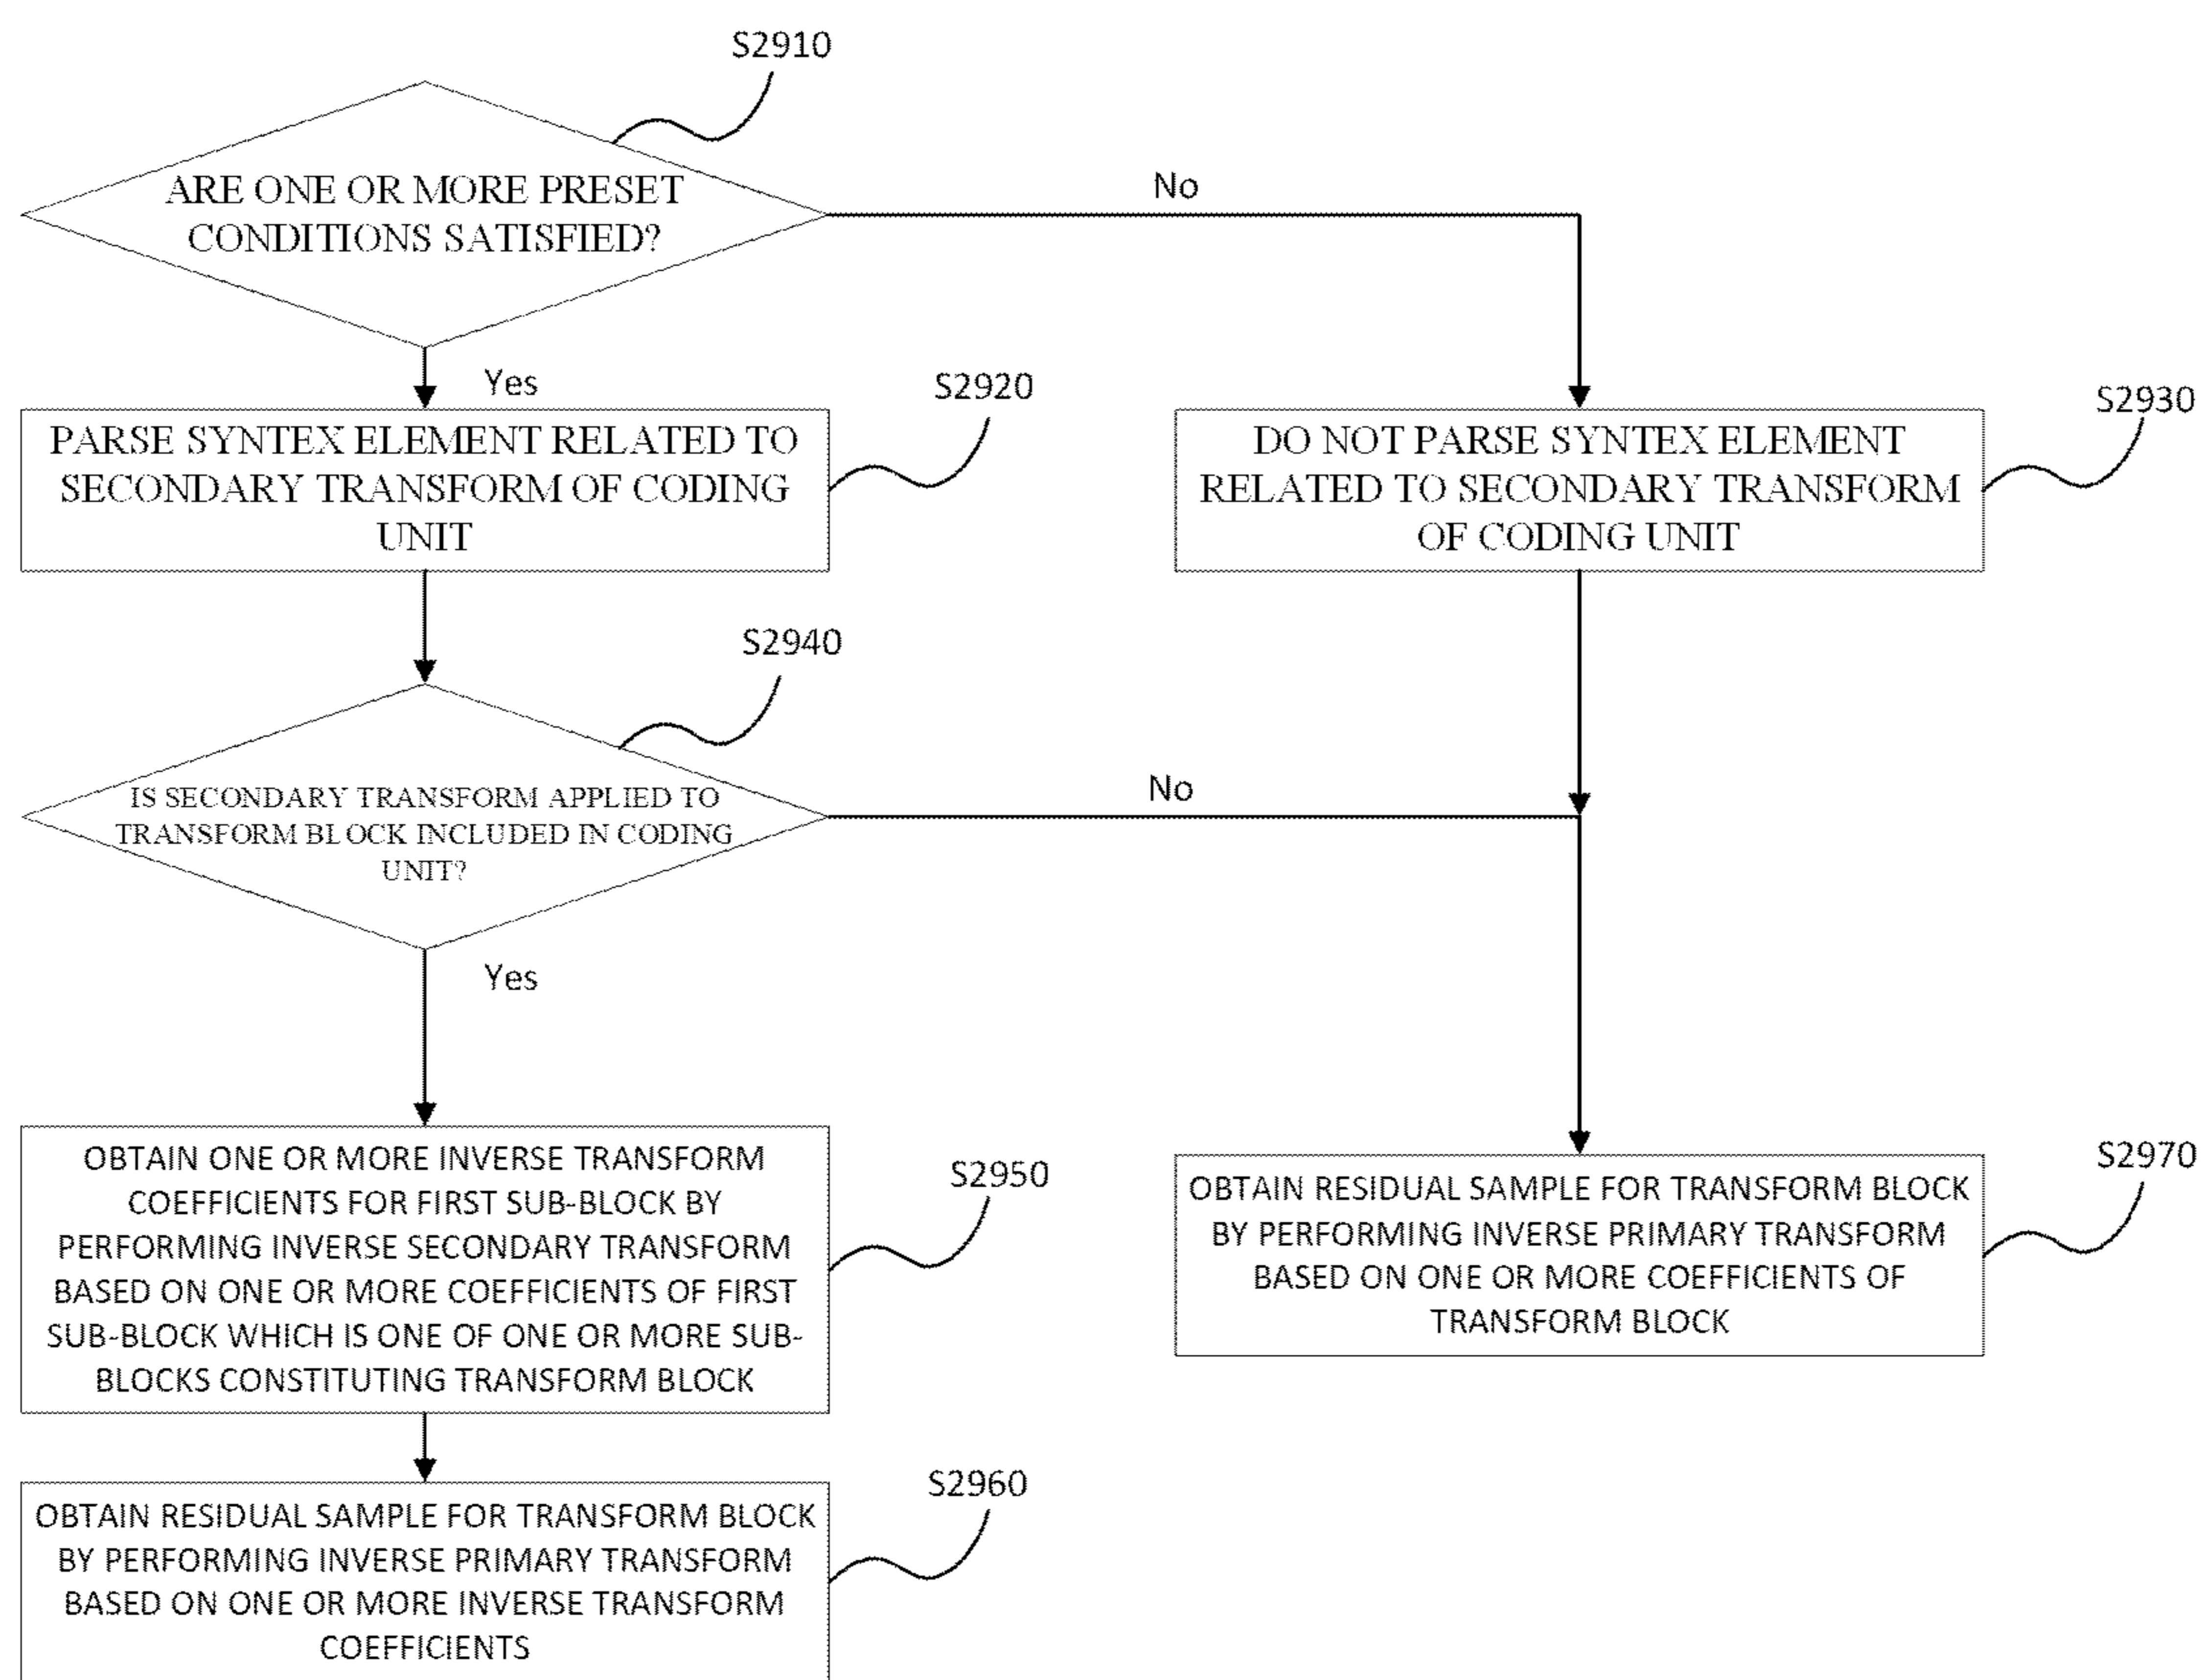 S2910
ARE ONE OR MORE PRESET
CONDITIONS SATISFIED?
No
Yes
S2920
S2930
PARSE SYNTEX ELEMENT RELATED TO
SECONDARY TRANSFORM OF CODING
UNIT
DO NOT PARSE SYNTEX ELEMENT
RELATED TO SECONDARY TRANSFORM
OF CODING UNIT
S2940
IS SECONDARY TRANSFORM APPLIED TO
TRANSFORM BLOCK INCLUDED IN CODING
UNIT?
No
Yes
S2950
OBTAIN ONE OR MORE INVERSE TRANSFORM
COEFFICIENTS FOR FIRST SUB-BLOCK BY
PERFORMING INVERSE SECONDARY TRANSFORM
BASED ON ONE OR MORE COEFFICIENTS OF FIRST
SUB-BLOCK WHICH IS ONE OF ONE OR MORE SUB-
BLOCKS CONSTITUTING TRANSFORM BLOCK
S2970
OBTAIN RESIDUAL SAMPLE FOR TRANSFORM BLOCK
BY PERFORMING INVERSE PRIMARY TRANSFORM
BASED ON ONE OR MORE COEFFICIENTS OF
TRANSFORM BLOCK
S2960
OBTAIN RESIDUAL SAMPLE FOR TRANSFORM BLOCK
BY PERFORMING INVERSE PRIMARY TRANSFORM
BASED ON ONE OR MORE INVERSE TRANSFORM
COEFFICIENTS